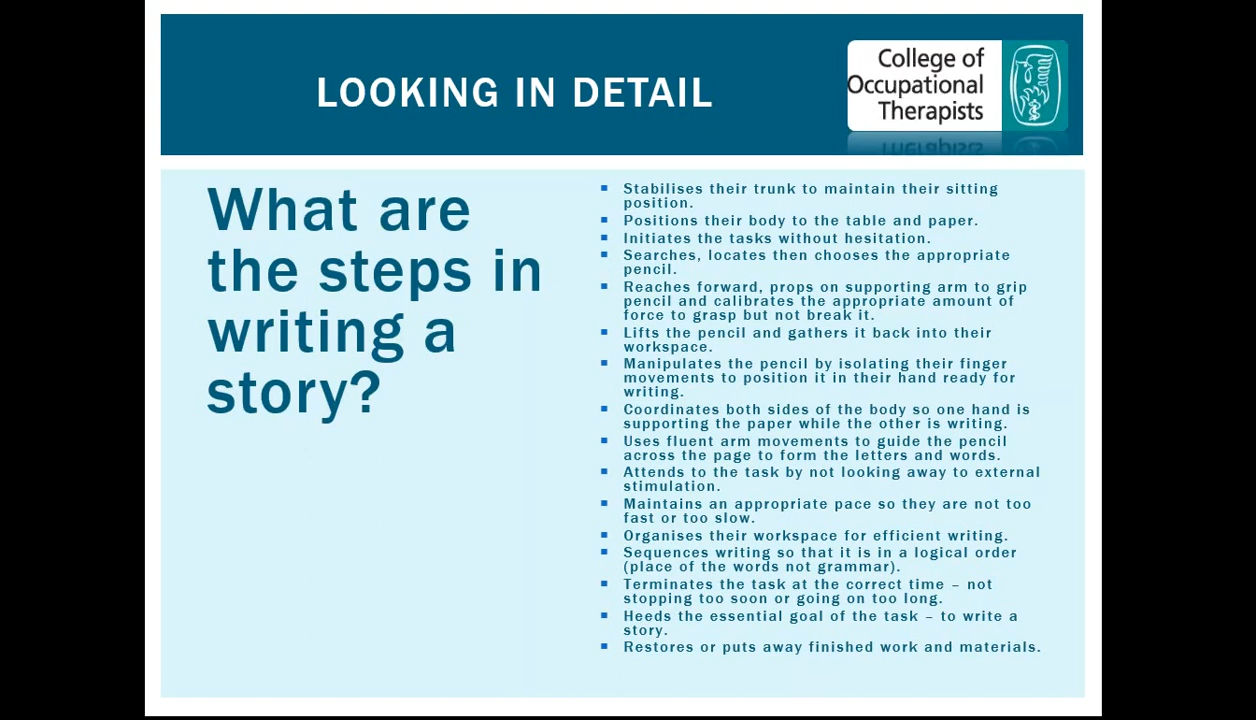 LOOKING IN DETAIL
College of
Occupational
Therapists
What are
the steps in
writing a
story?
Stabilises their trunk to maintain their sitting
position.
Positions their body to the table and paper.
Initiates the tasks without hesitation.
Searches, locates then chooses the appropriate
pencil.
Reaches forward, props on supporting arm to grip
pencil and calibrates the appropriate amount of
force to grasp but not break it.
Lifts the pencil and gathers it back into their
workspace.
Manipulates the pencil by isolating their finger
movements to position it in their hand ready for
writing.
Coordinates both sides of the body so one hand is
supporting the paper while the other is writing.
Uses fluent arm movements to guide the pencil
across the page to form the letters and words.
Attends to the task by not looking away to external
stimulation.
Maintains an appropriate pace so they are not too
fast or too slow.
Organises their workspace for efficient writing.
Sequences writing so that it is in a logical order
(place of the words not grammar).
Terminates the task at the correct time – not
stopping too soon or going on too long.
Heeds the essential goal of the task – to write a
story.
Restores or puts away finished work and materials.